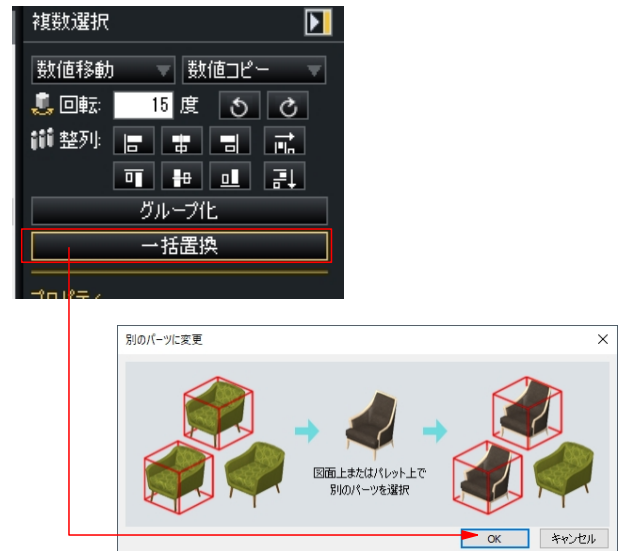 複数選択
数値移動 数値コピー
回転: 15 度
整列:
グループ化
一括置換
プロパティ
別のパーツに変更
図面上またはパレット上で
別のパーツを選択
OK キャンセル